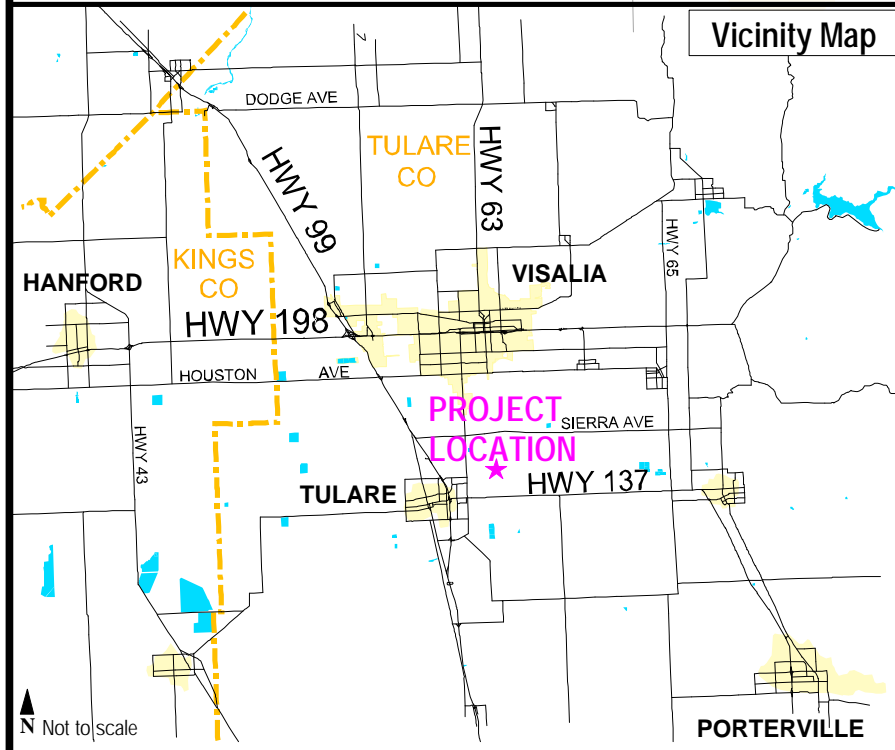 Vicinity Map
DODGE AVE
TULARE
CO
HWY 63
HWY 99
HWY 65
HANFORD
KINGS
CO
VISALIA
HWY 198
HOUSTON AVE
PROJECT
LOCATION
SIERRA AVE
HWY 43
TULARE
HWY 137
N Not to scale
PORTERVILLE